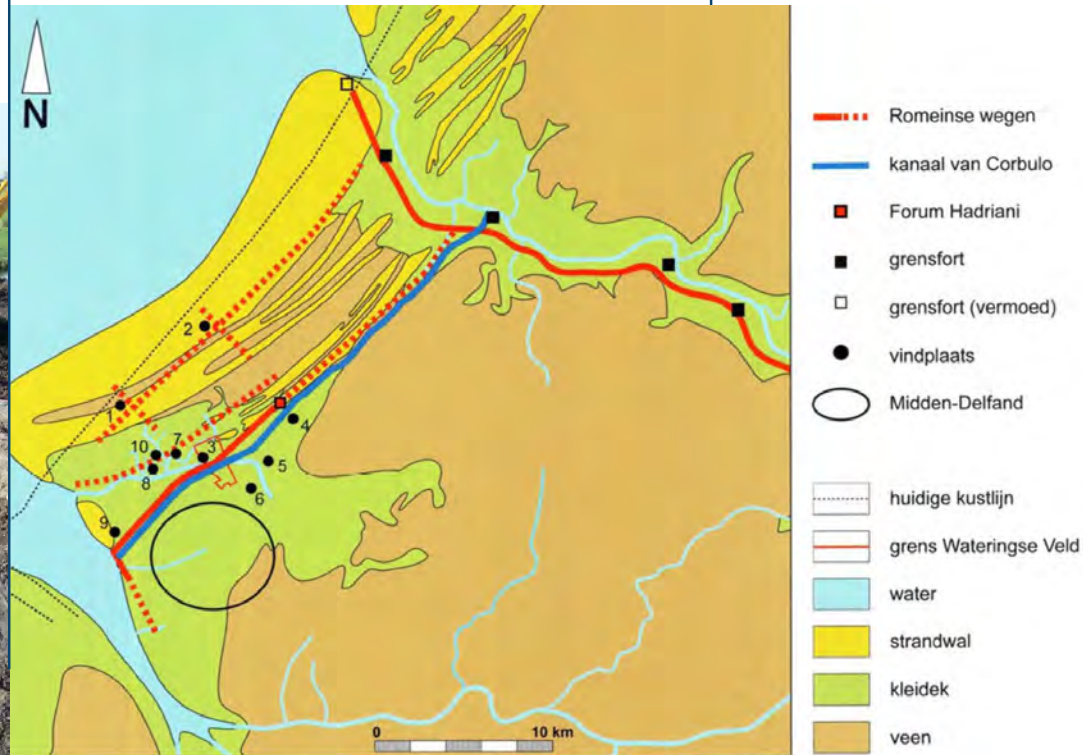 N
2
1
10
7
3
8
4
5
6
9
0
10 km
Romeinse wegen
kanaal van Corbulo
Forum Hadriani
grensfort
grensfort (vermoed)
vindplaats
Midden-Delfand
huidige kustlijn
grens Wateringse Veld
water
strandwal
kleidek
veen